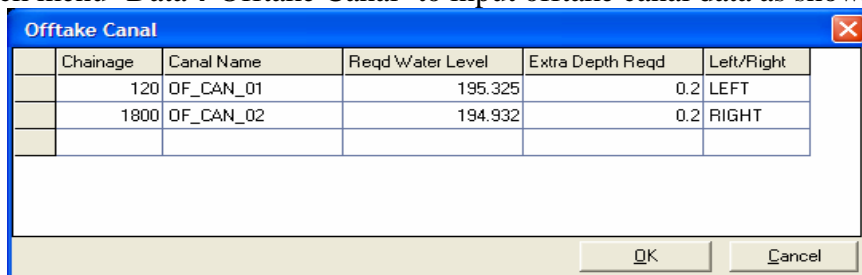 menu "Data > Offtake Canal" to input offtake canal data as show
Offtake Canal
Chainage Canal Name Reqd Water Level Extra Depth Reqd Left/Right
120 OF_CAN_01 195.325 0.2 LEFT
1800 OF_CAN_02 194.932 0.2 RIGHT
OK Cancel